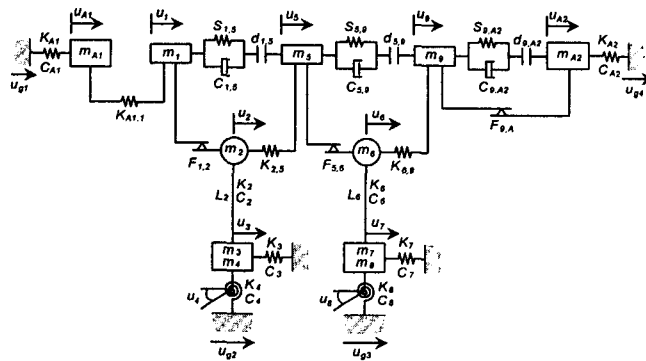 u_A1 u_1 S_1,5 d_1,5 u_5 S_5,9 d_5,9 u_9 S_9,A2 d_9,A2 u_A2
K_A1 m_A1 m_1 m_5 m_9 m_A2 K_A2
C_A1 C_1,5 C_5,9 C_9,A2 C_A2
u_g1 u_g4
K_A1,1 u_2 u_6 F_9,A
F_1,2 m_2 K_2,5 F_5,6 m_6 K_6,9
K_2 K_6
L_2 C_2 L_6 C_6
u_3 u_7
m_3 K_3 m_7 K_7
m_4 C_3 m_8 C_7
K_4 K_8
u_4 C_4 u_8 C_8
u_g2 u_g3